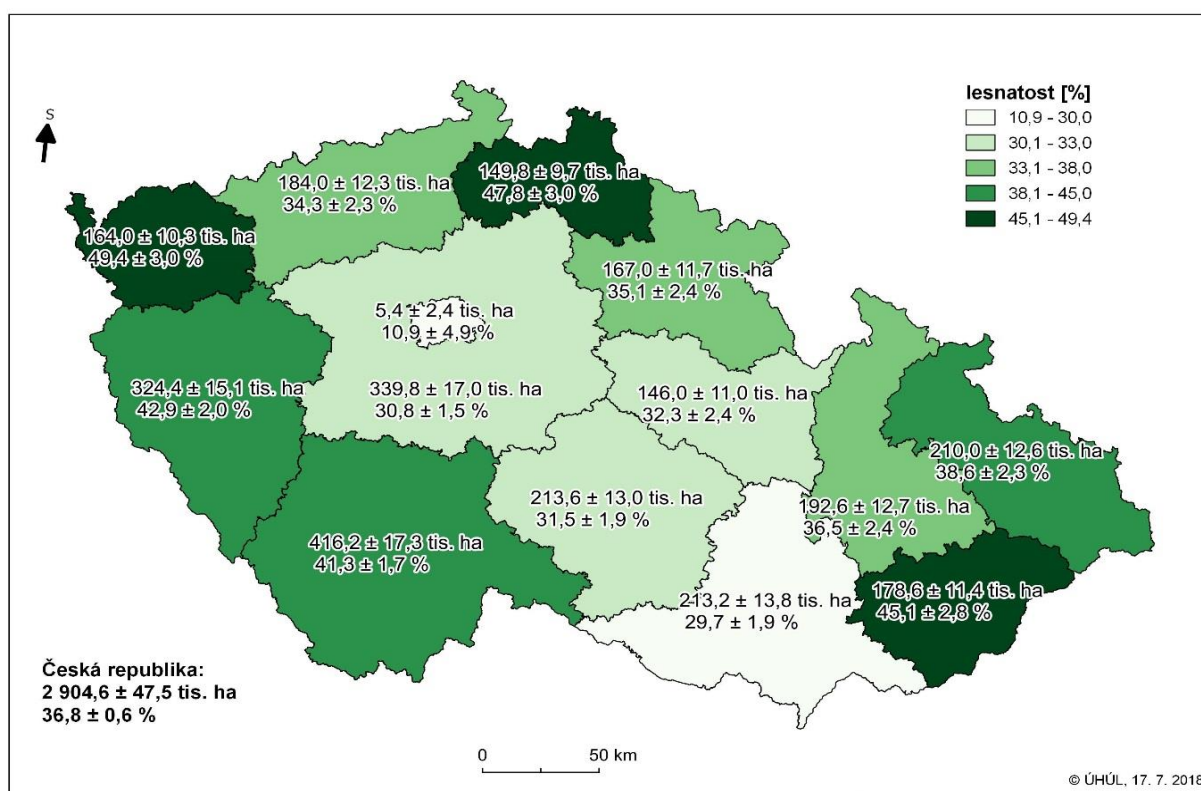 S
lesnatost [%]
10,9 - 30,0
30,1 - 33,0
33,1 - 38,0
38,1 - 45,0
45,1 - 49,4
149,8 ± 9,7 tis. ha
47,8 ± 3,0 %
184,0 ± 12,3 tis. ha
34,3 ± 2,3 %
164,0 ± 10,3 tis. ha
49,4 ± 3,0 %
167,0 ± 11,7 tis. ha
35,1 ± 2,4 %
5,4 ± 2,4 tis. ha
10,9 ± 4,9 %
324,4 ± 15,1 tis. ha
42,9 ± 2,0 %
339,8 ± 17,0 tis. ha
30,8 ± 1,5 %
146,0 ± 11,0 tis. ha
32,3 ± 2,4 %
210,0 ± 12,6 tis. ha
38,6 ± 2,3 %
213,6 ± 13,0 tis. ha
31,5 ± 1,9 %
192,6 ± 12,7 tis. ha
36,5 ± 2,4 %
416,2 ± 17,3 tis. ha
41,3 ± 1,7 %
178,6 ± 11,4 tis. ha
45,1 ± 2,8 %
213,2 ± 13,8 tis. ha
29,7 ± 1,9 %
Česká republika:
2 904,6 ± 47,5 tis. ha
36,8 ± 0,6 %
0 50 km
© ÚHÚL, 17. 7. 2018